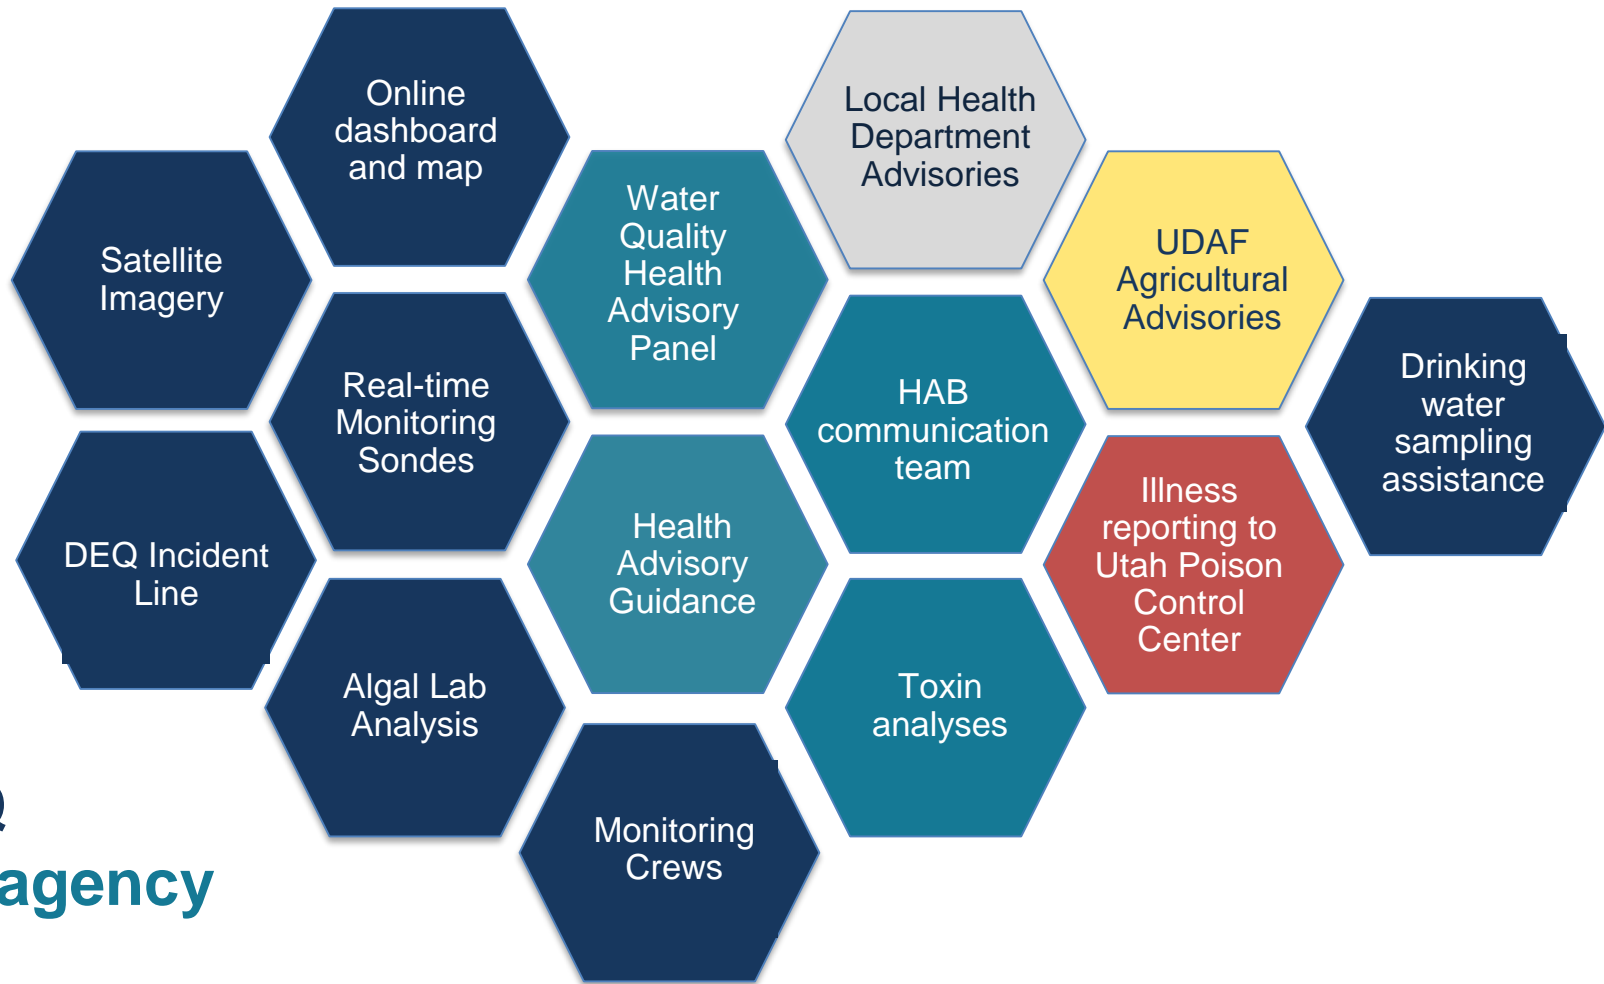 Online
dashboard
and map
Local Health
Department
Advisories
Satellite
Imagery
Water
Quality
Health
Advisory
Panel
UDAF
Agricultural
Advisories
Real-time
Monitoring
Sondes
HAB
communication
team
Drinking
water
sampling
assistance
DEQ Incident
Line
Health
Advisory
Guidance
Illness
reporting to
Utah Poison
Control
Center
Algal Lab
Analysis
Toxin
analyses
Monitoring
Crews
agency